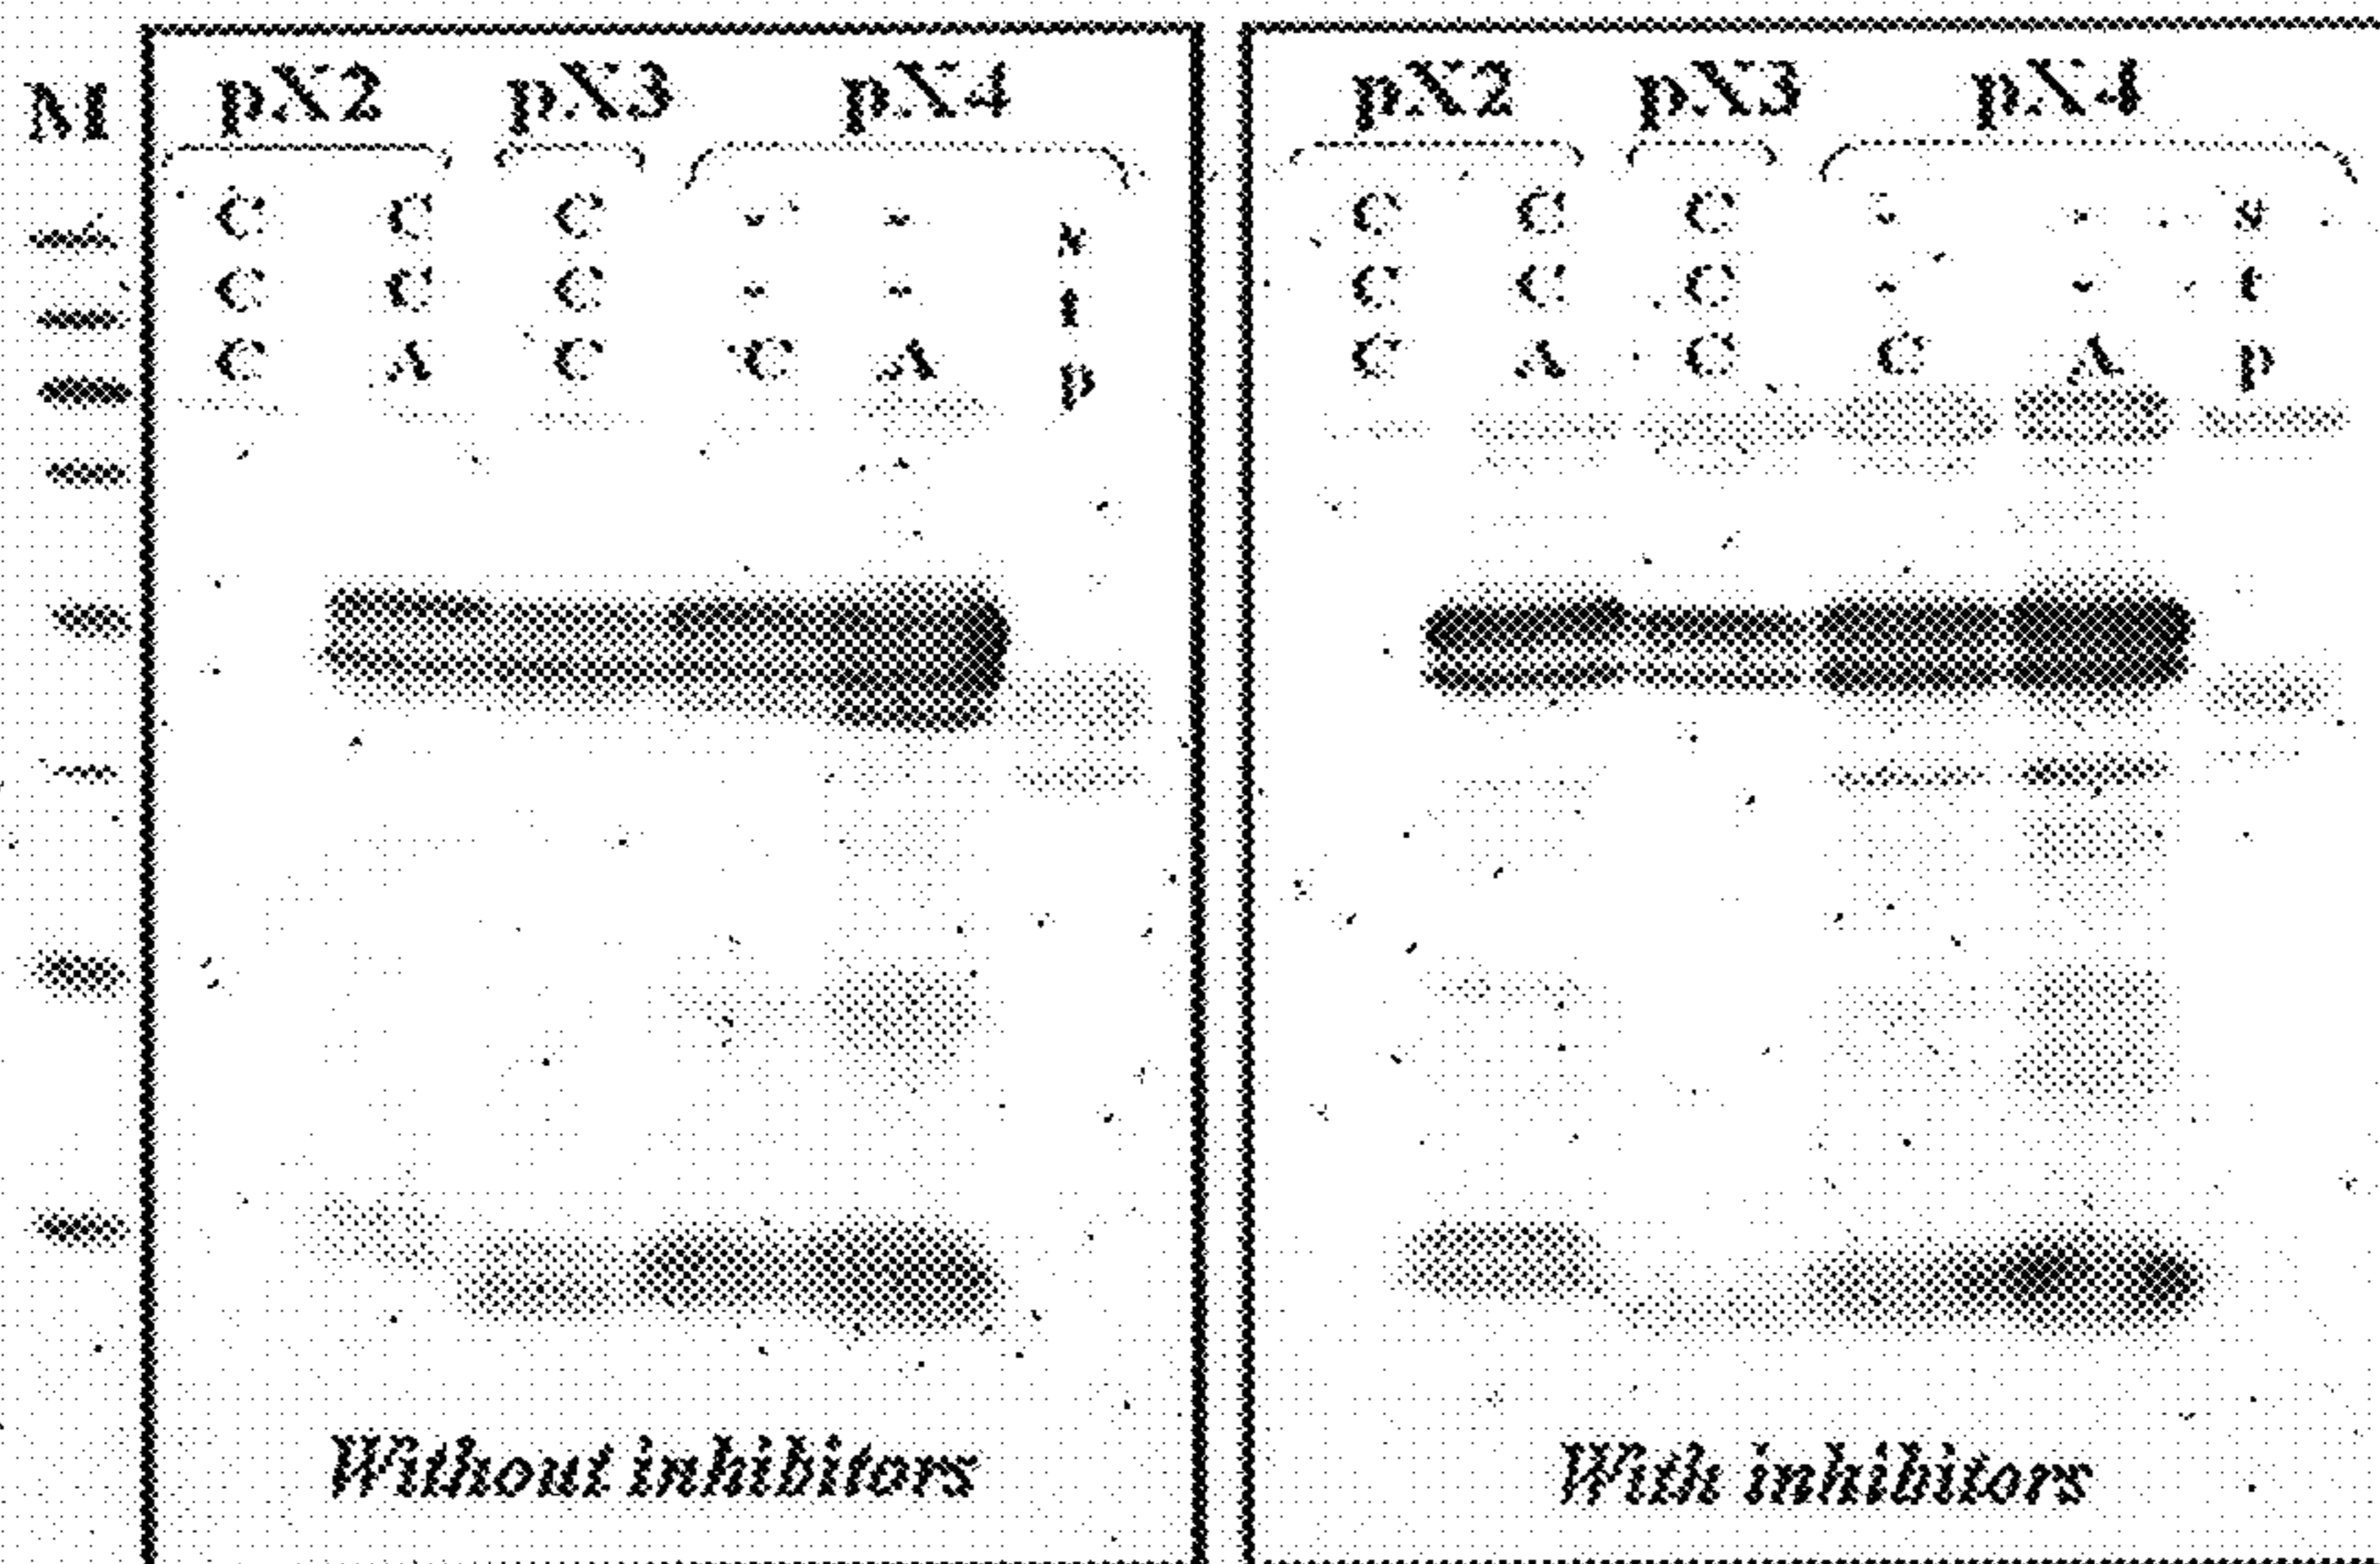 M pX2 pX3 pX4 pX2 pX3 pX4
C C C - - s C C C - - s
C C C - - t C C C - - t
C A C C A p C A C C A p
Without inhibitors With inhibitors